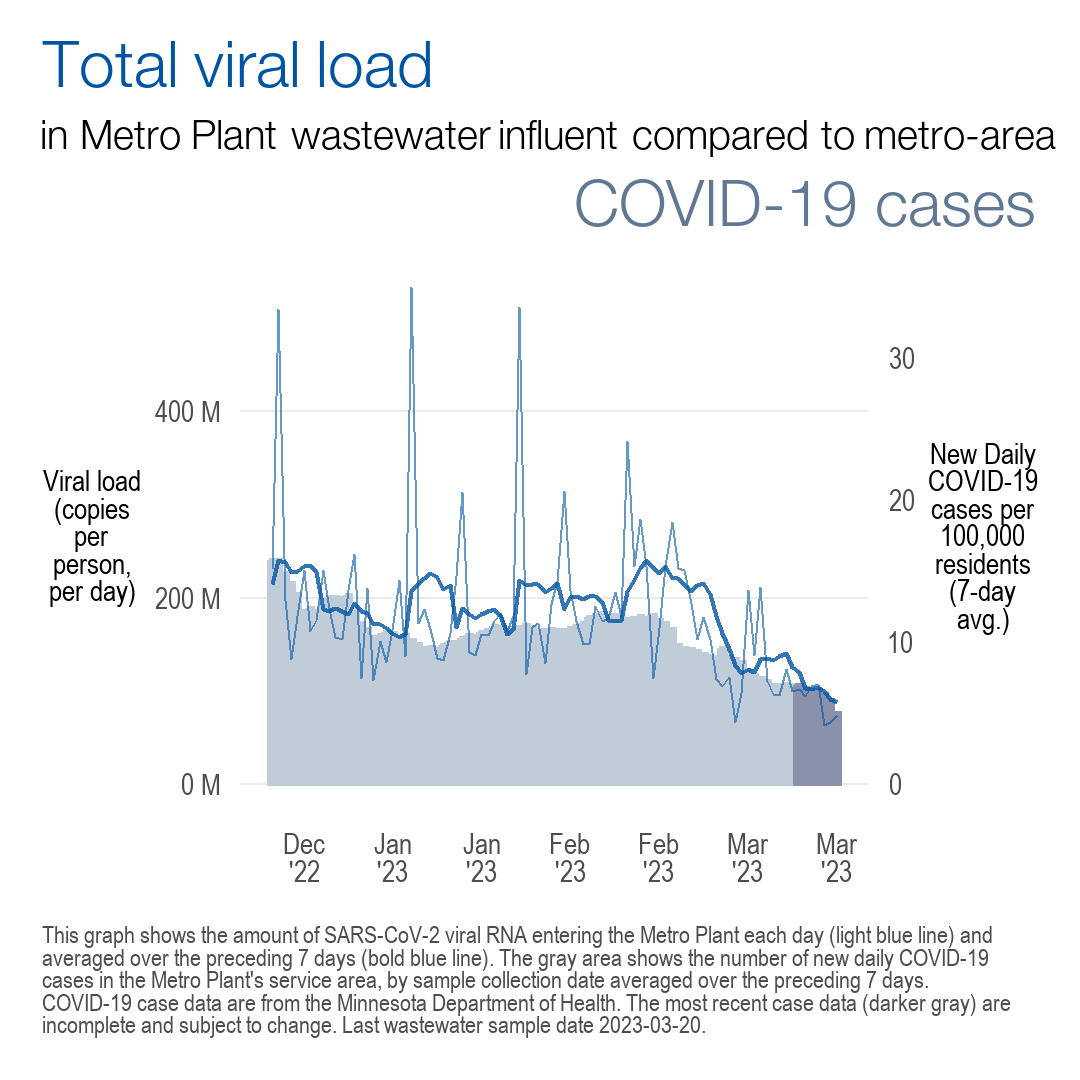 Total viral load
in Metro Plant wastewater influent compared to metro-area
COVID-19 cases
30
400 M
20
Viral load
(copies
per
person,
per day)
New Daily
COVID-19
cases per
100,000
residents
(7-day
avg.)
200 M
10
0 M
0
Dec
'22
Jan
'23
Jan
'23
Feb
'23
Feb
'23
Mar
'23
Mar
'23
This graph shows the amount of SARS-CoV-2 viral RNA entering the Metro Plant each day (light blue line) and
averaged over the preceding 7 days (bold blue line). The gray area shows the number of new daily COVID-19
cases in the Metro Plant's service area, by sample collection date averaged over the preceding 7 days.
COVID-19 case data are from the Minnesota Department of Health. The most recent case data (darker gray) are
incomplete and subject to change. Last wastewater sample date 2023-03-20.